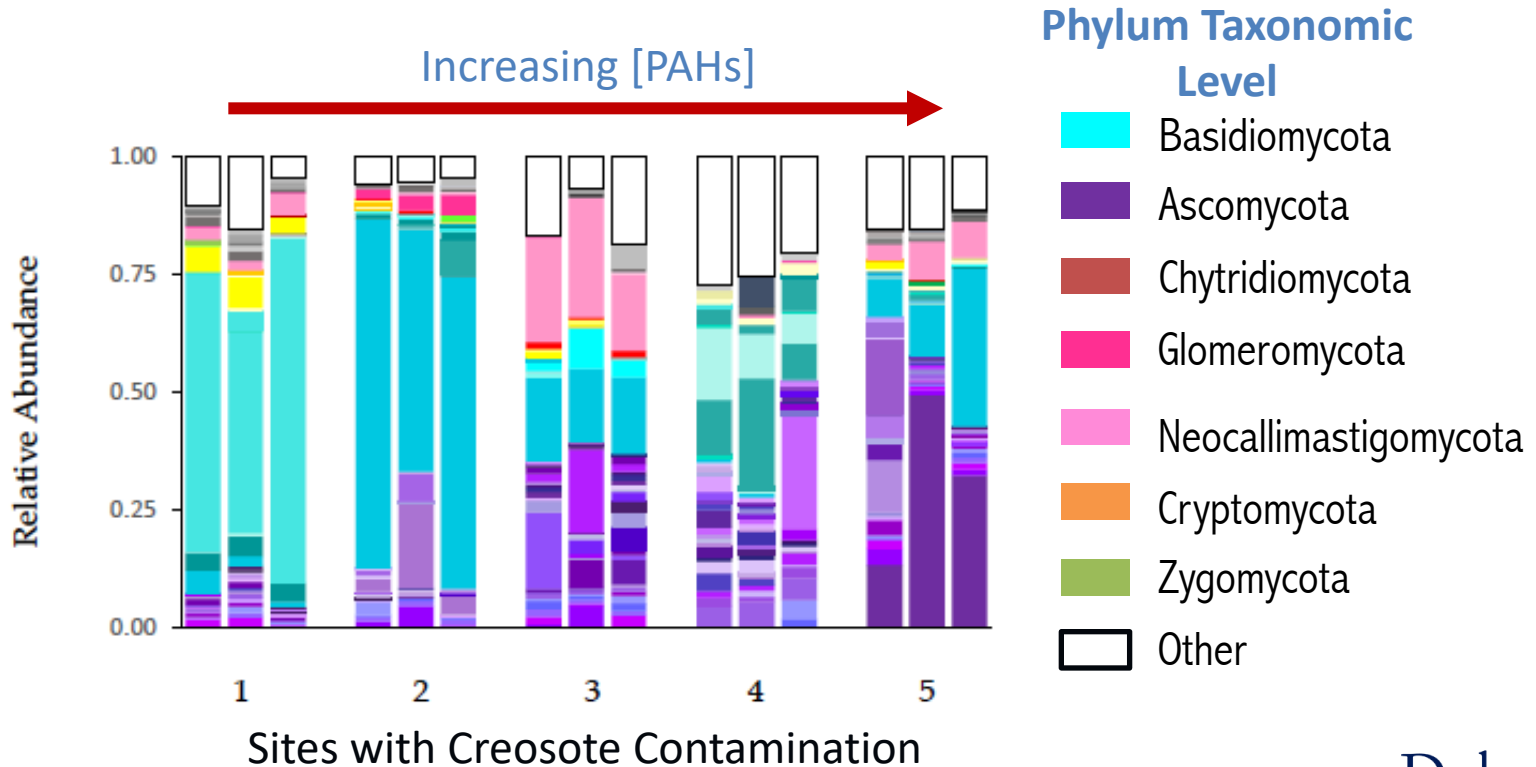 Phylum Taxonomic
Level
Increasing [PAHs]
Basidiomycota
Ascomycota
Chytridiomycota
Glomeromycota
Neocallimastigomycota
Cryptomycota
Zygomycota
Other
Relative Abundance
1.00
0.75
0.50
0.25
0.00
1 2 3 4 5
Sites with Creosote Contamination